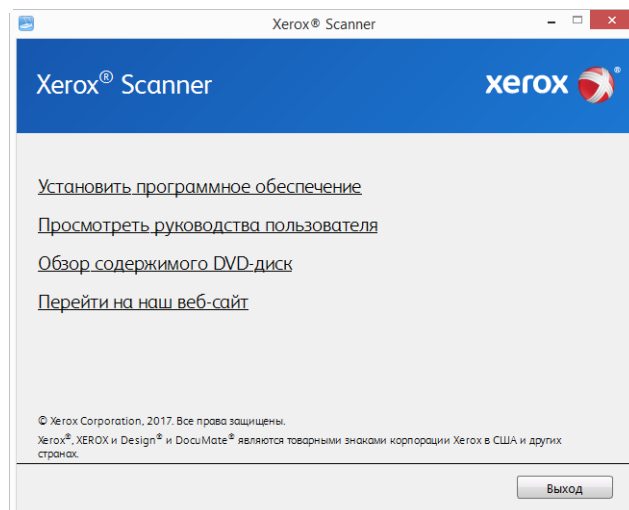 Xerox® Scanner
Xerox® Scanner
xerox ®
Установить программное обеспечение
Просмотреть руководства пользователя
Обзор содержимого DVD-диск
Перейти на наш веб-сайт
© Xerox Corporation, 2017. Все права защищены.
Xerox®, XEROX и Design® и DocuMate® являются товарными знаками корпорации Xerox в США и других
странах.
Выход